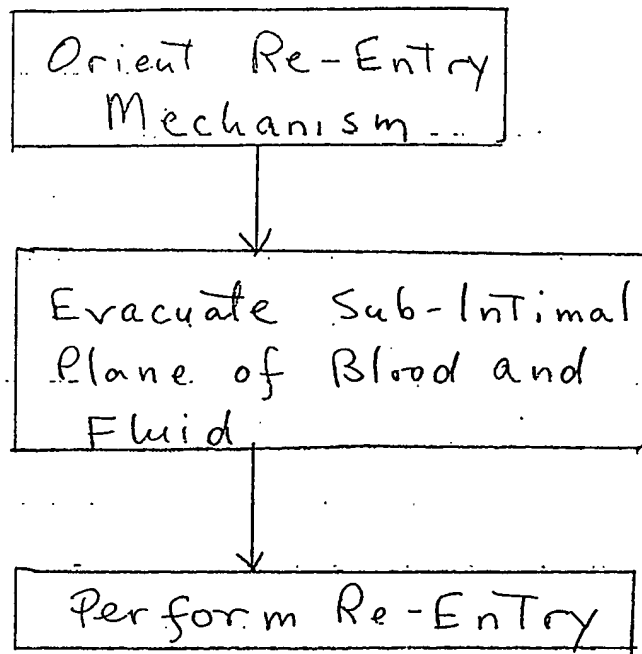 Orient Re-Entry
Mechanism
Evacuate Sub-Intimal
Plane of Blood and
Fluid
Perform Re-Entry